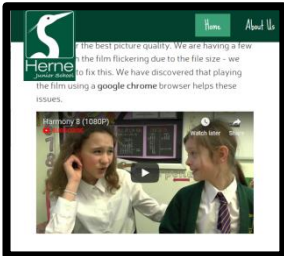 Home About Us
Herne
Junior School
the best picture quality. We are having a few
the film flickering due to the file size - we
to fix this. We have discovered that playing
the film using a google chrome browser helps these
issues.
Harmony 8 (1080P)
Watch later Share